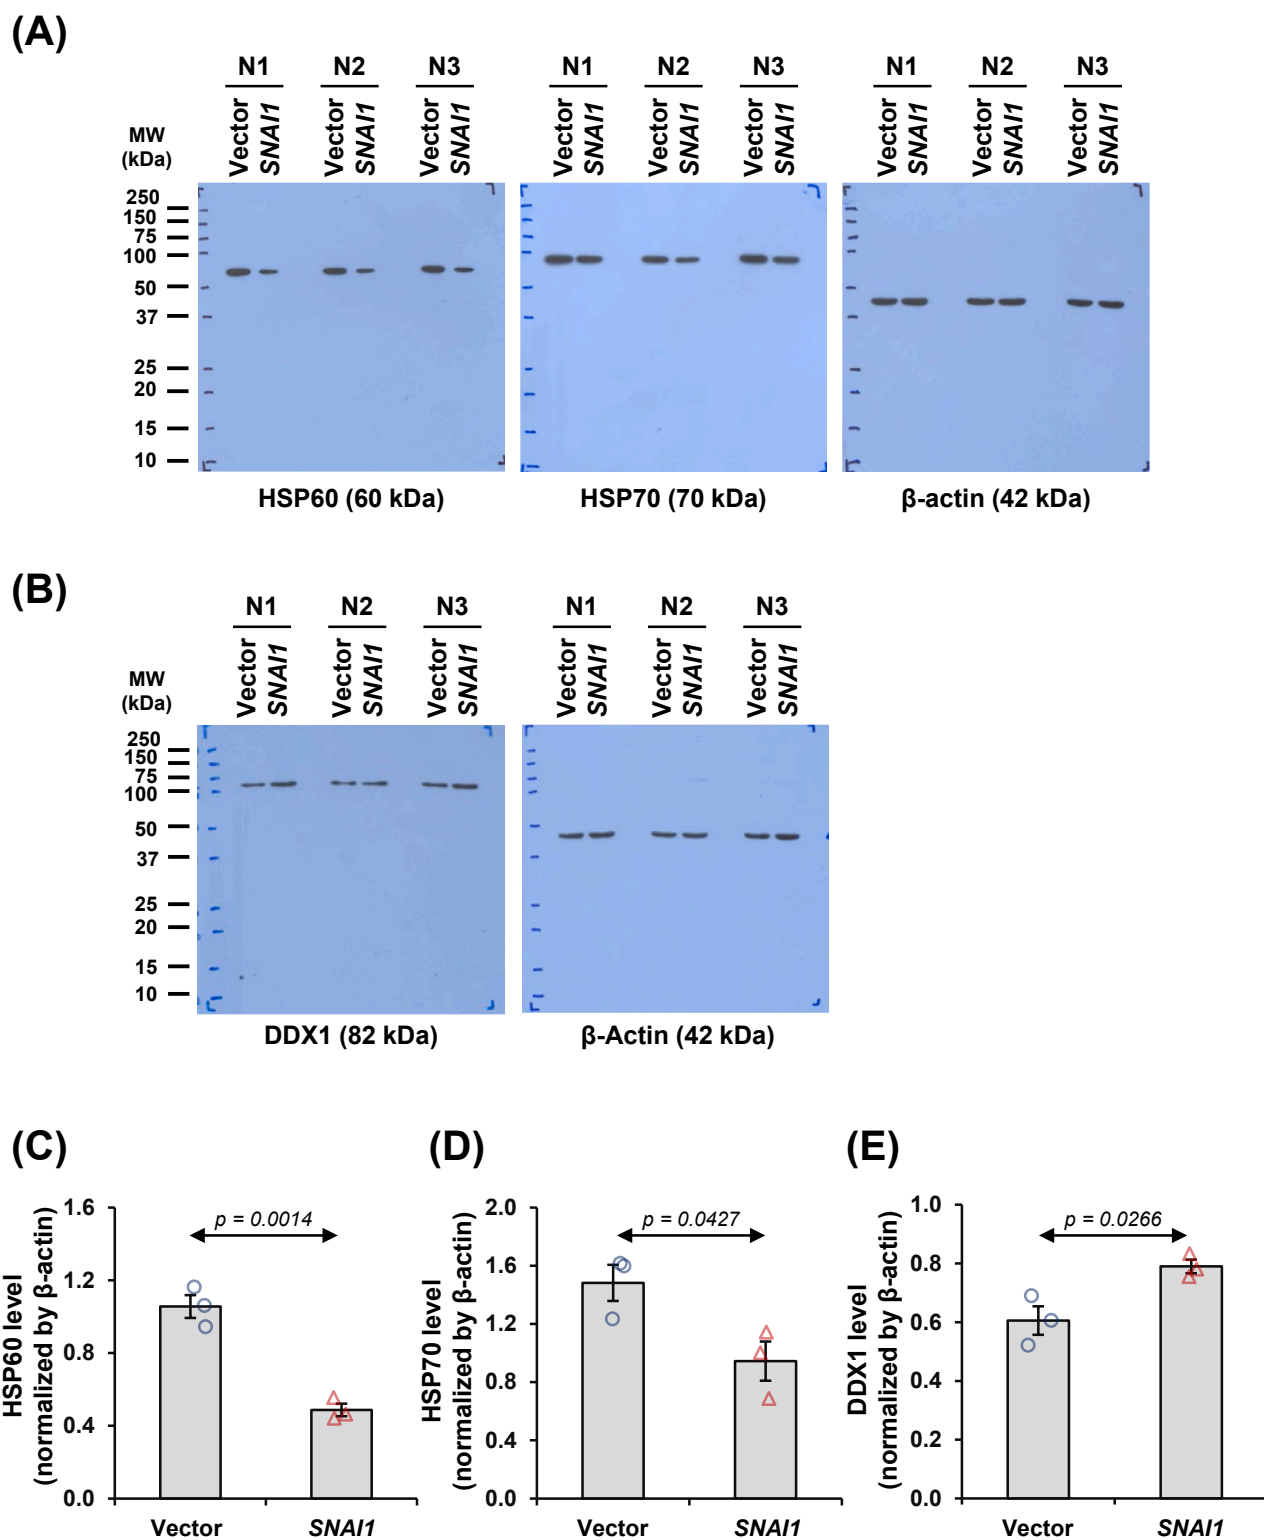 (A)
N1 N2 N3 N1 N2 N3 N1 N2 N3
Vector SNAI1 Vector SNAI1 Vector SNAI1 Vector SNAI1 Vector SNAI1 Vector SNAI1 Vector SNAI1 Vector SNAI1 Vector SNAI1
MW
(kDa)
250
150
75
100
50
37
25
20
15
10
HSP60 (60 kDa) HSP70 (70 kDa) β-actin (42 kDa)
(B)
N1 N2 N3 N1 N2 N3
Vector SNAI1 Vector SNAI1 Vector SNAI1 Vector SNAI1 Vector SNAI1 Vector SNAI1
MW
(kDa)
250
150
75
100
50
37
25
20
15
10
DDX1 (82 kDa) β-Actin (42 kDa)
(C)
HSP60 level
(normalized by β-actin)
1.6
1.2
0.8
0.4
0.0
p = 0.0014
Vector SNAI1
(D)
HSP70 level
(normalized by β-actin)
2.0
1.6
1.2
0.8
0.4
0.0
p = 0.0427
Vector SNAI1
(E)
DDX1 level
(normalized by β-actin)
1.0
0.8
0.6
0.4
0.2
0.0
p = 0.0266
Vector SNAI1